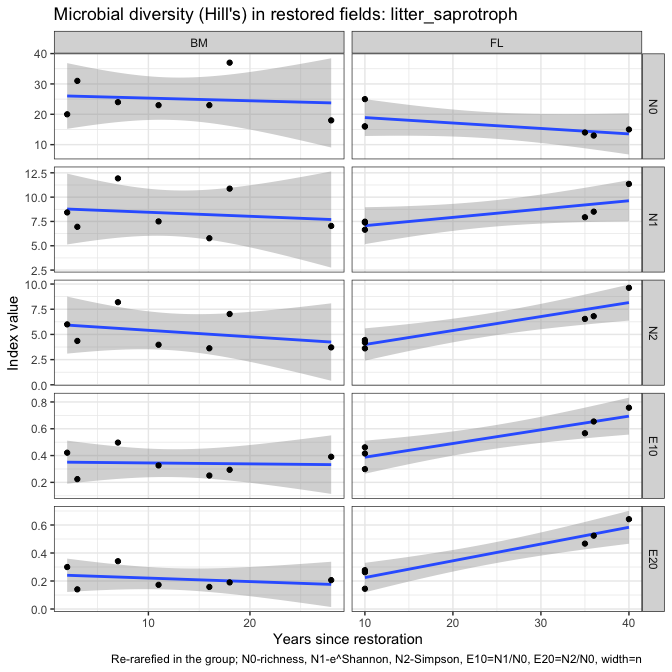 Microbial diversity (Hill's) in restored fields: litter_saprotroph
BM
FL
40
30
20
10
N0
12.5
10.0
7.5
5.0
2.5
N1
10.0
7.5
5.0
2.5
0.0
N2
0.8
0.6
0.4
0.2
E10
0.6
0.4
0.2
0.0
E20
Index value
10 20 10 20 30 40
Years since restoration
Re-rarefied in the group; N0-richness, N1-e^Shannon, N2-Simpson, E10=N1/N0, E20=N2/N0, width=n